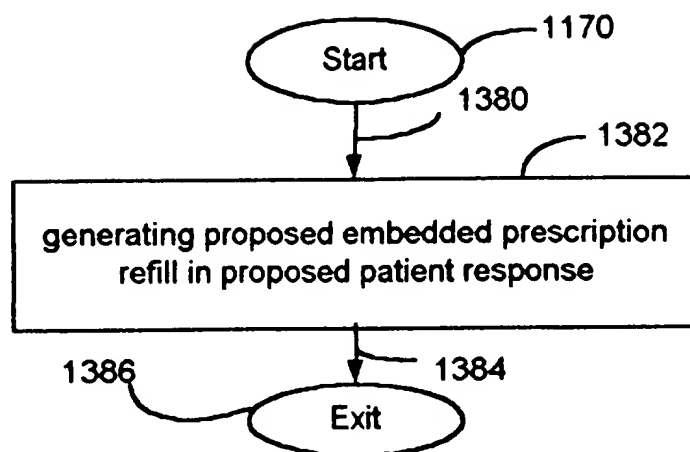 Start
1170
1380
1382
generating proposed embedded prescription
refill in proposed patient response
1386
1384
Exit